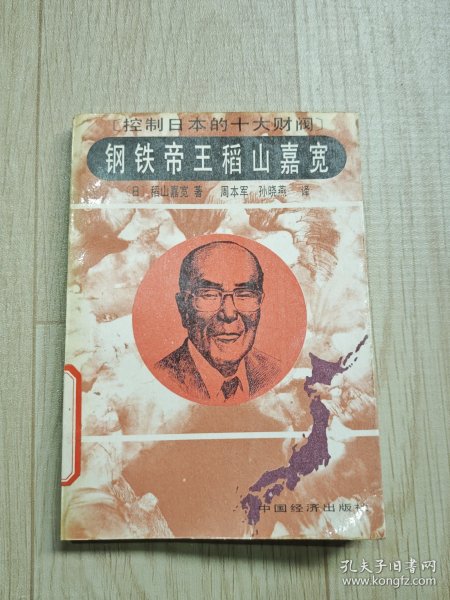 〔控制日本的十大财阀〕
钢铁帝王稻山嘉宽
〔日〕稻山嘉宽 著 周本军 孙晓燕 译
中国经济出版社
孔夫子旧书网
www.kongfz.com